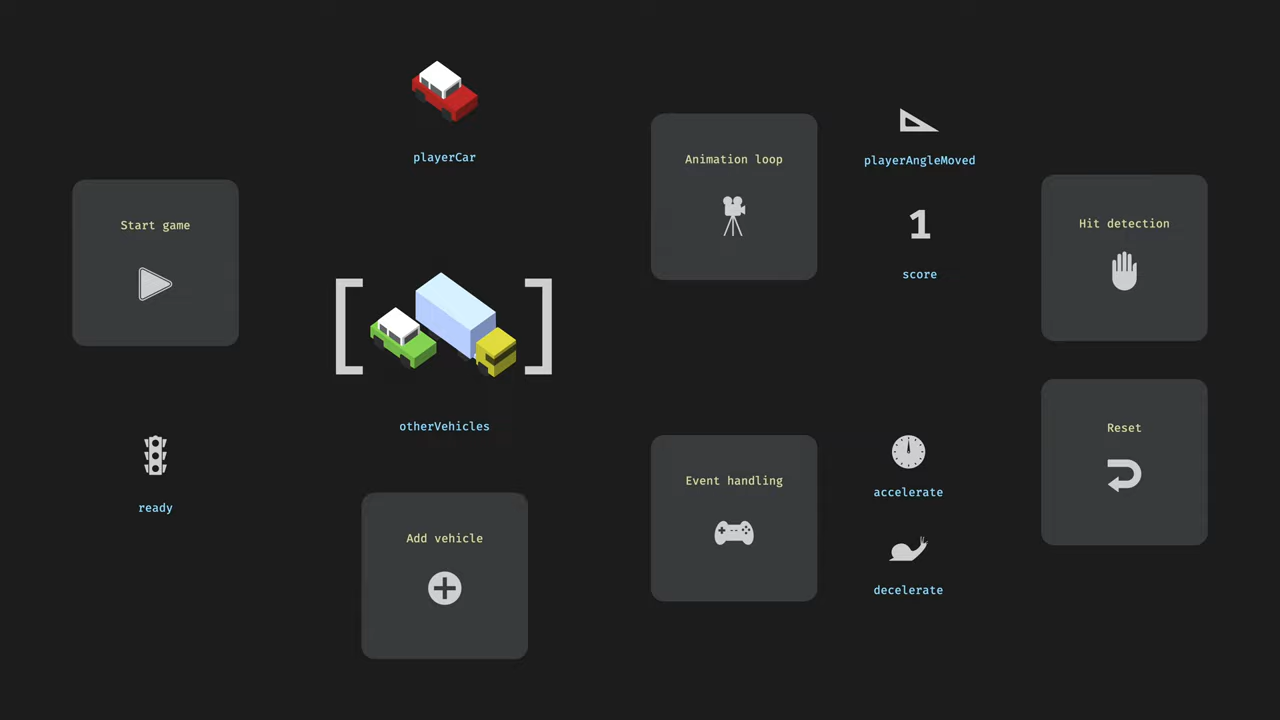 playerCar
Start game
ready
otherVehicles
Add vehicle
Animation loop
playerAngleMoved
1
score
Event handling
accelerate
decelerate
Hit detection
Reset